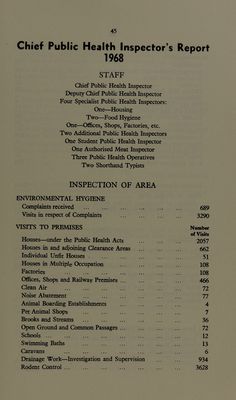 45
Chief Public Health Inspector's Report
1968
STAFF
Chief Public Health Inspector
Deputy Chief Public Health Inspector
Four Specialist Public Health Inspectors:
One—Housing
Two—Food Hygiene
One—Offices, Shops, Factories, etc.
Two Additional Public Health Inspectors
One Student Public Health Inspector
One Authorised Meat Inspector
Three Public Health Operatives
Two Shorthand Typists
INSPECTION OF AREA
ENVIRONMENTAL HYGIENE
Complaints received ... 689
Visits in respect of Complaints ... 3290
VISITS TO PREMISES Number
of Visits
Houses—under the Public Health Acts ... 2057
Houses in and adjoining Clearance Areas ... 662
Individual Unfit Houses ... 51
Houses in Multiple Occupation ... 108
Factories ... 108
Offices, Shops and Railway Premises ... 466
Clean Air ... 72
Noise Abatement ... 77
Animal Boarding Establishments ... 4
Pet Animal Shops ... 7
Brooks and Streams ... 36
Open Ground and Common Passages ... 72
Schools ... 12
Swimming Baths ... 13
Caravans ... 6
Drainage Work—Investigation and Supervision ... 934
Rodent Control ... 3628